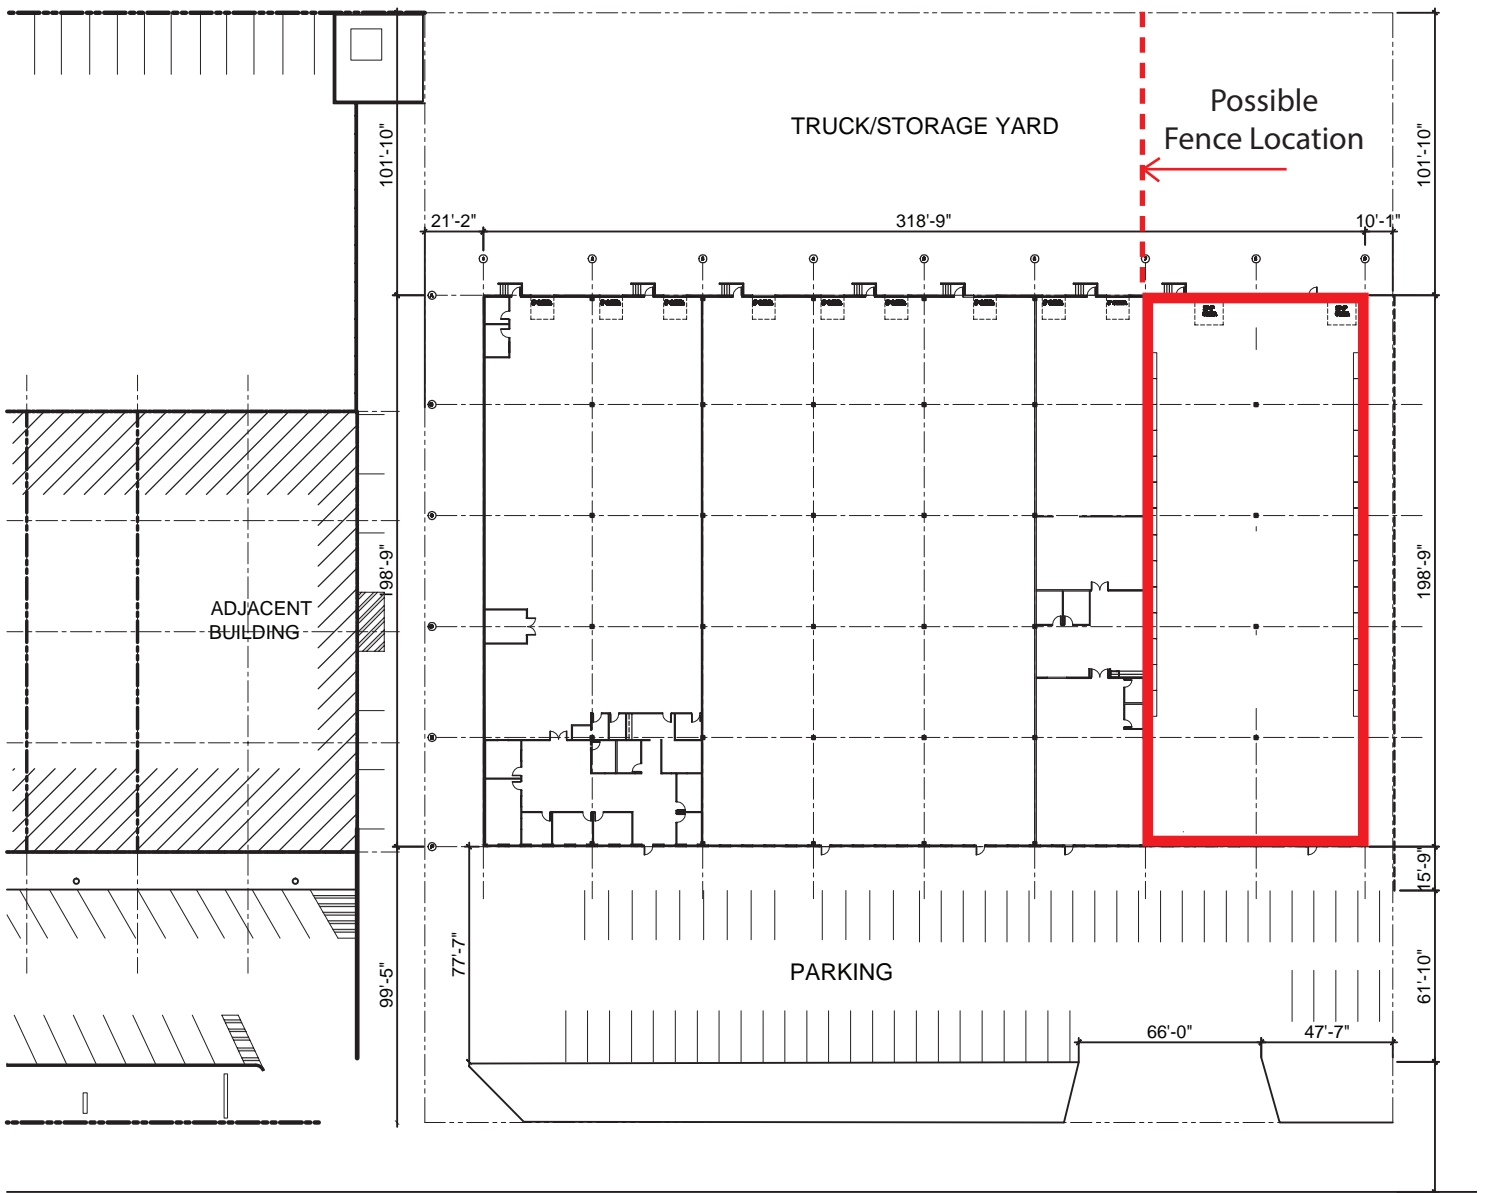 Possible
Fence Location
TRUCK/STORAGE YARD
101'-10"
101'-10"
21'-2"
318'-9"
10'-1"
198'-9"
198'-9"
ADJACENT
BUILDING
15'-9"
77'-7"
99'-5"
PARKING
61'-10"
66'-0"
47'-7"